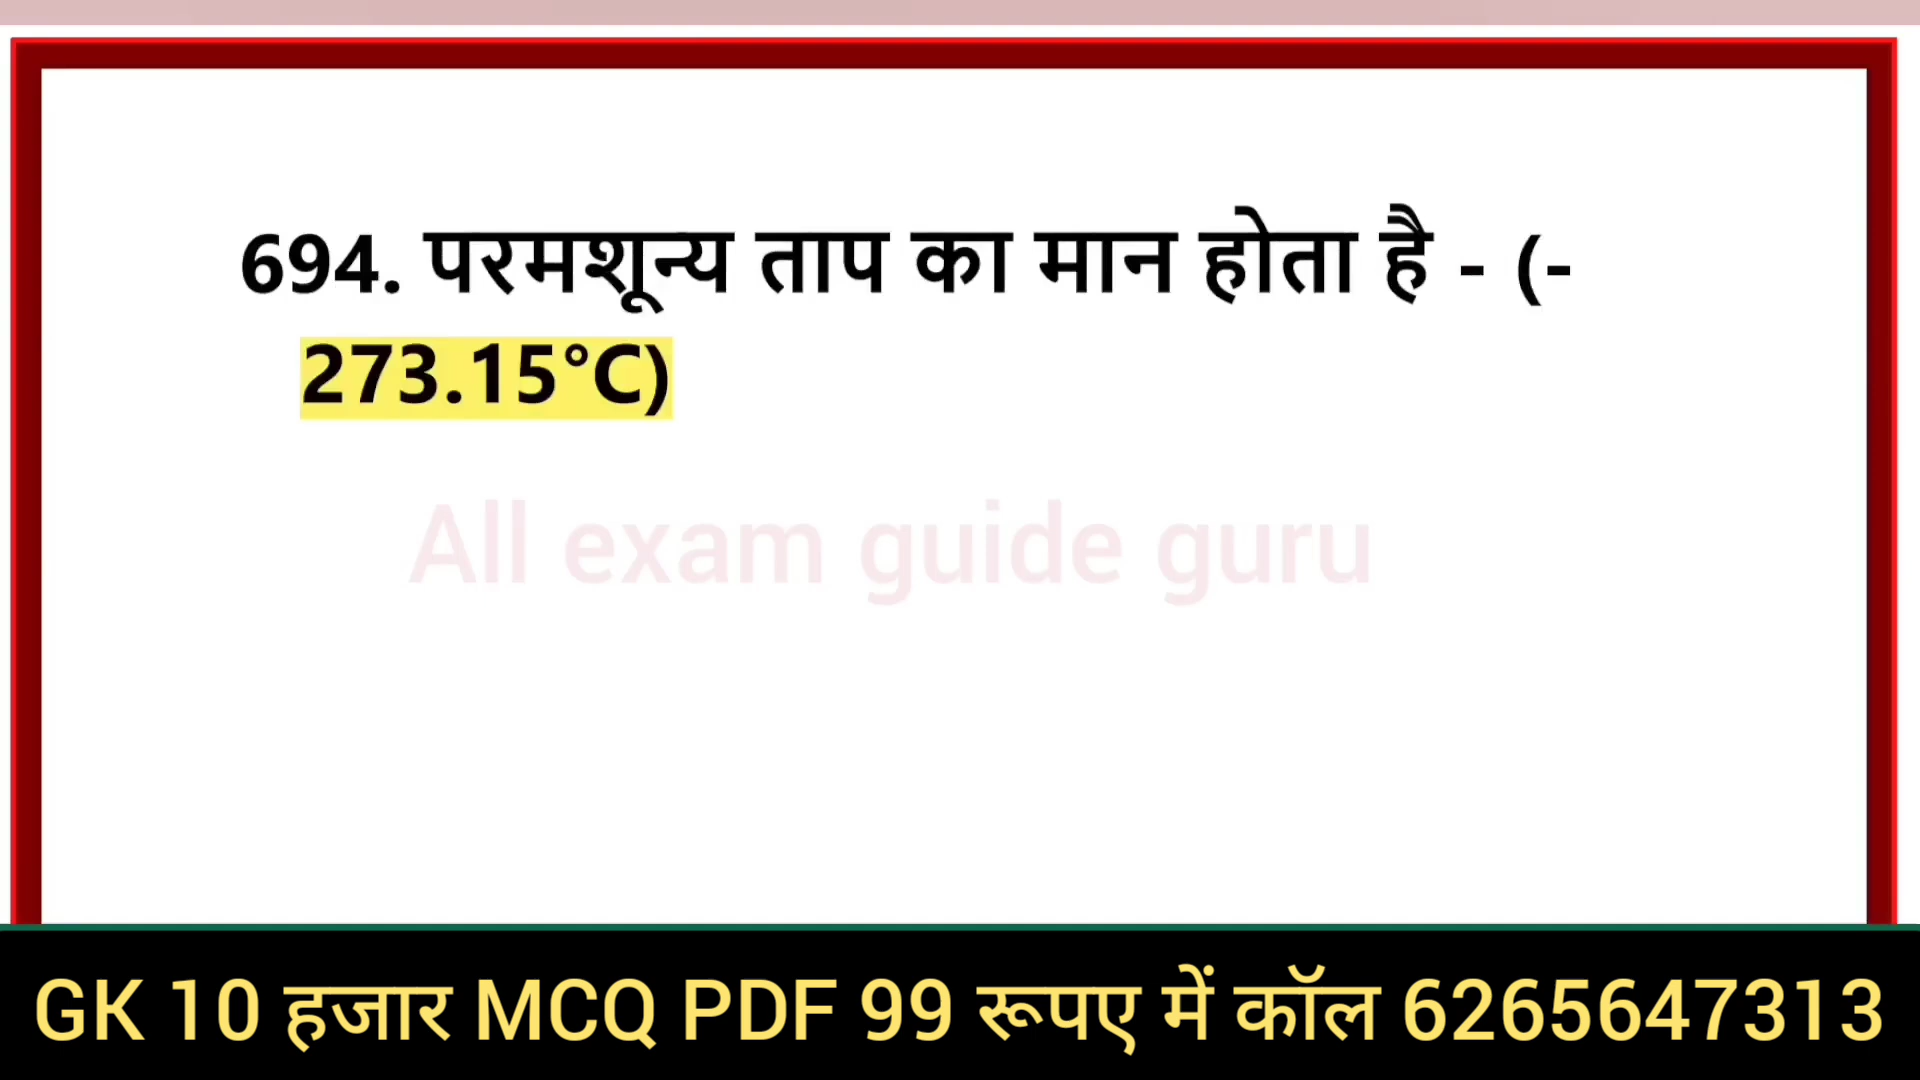 694. परमशून्य ताप का मान होता है - (-
273.15°C)
All exam guide guru
GK 10 हजार MCQ PDF 99 रूपए में कॉल 6265647313